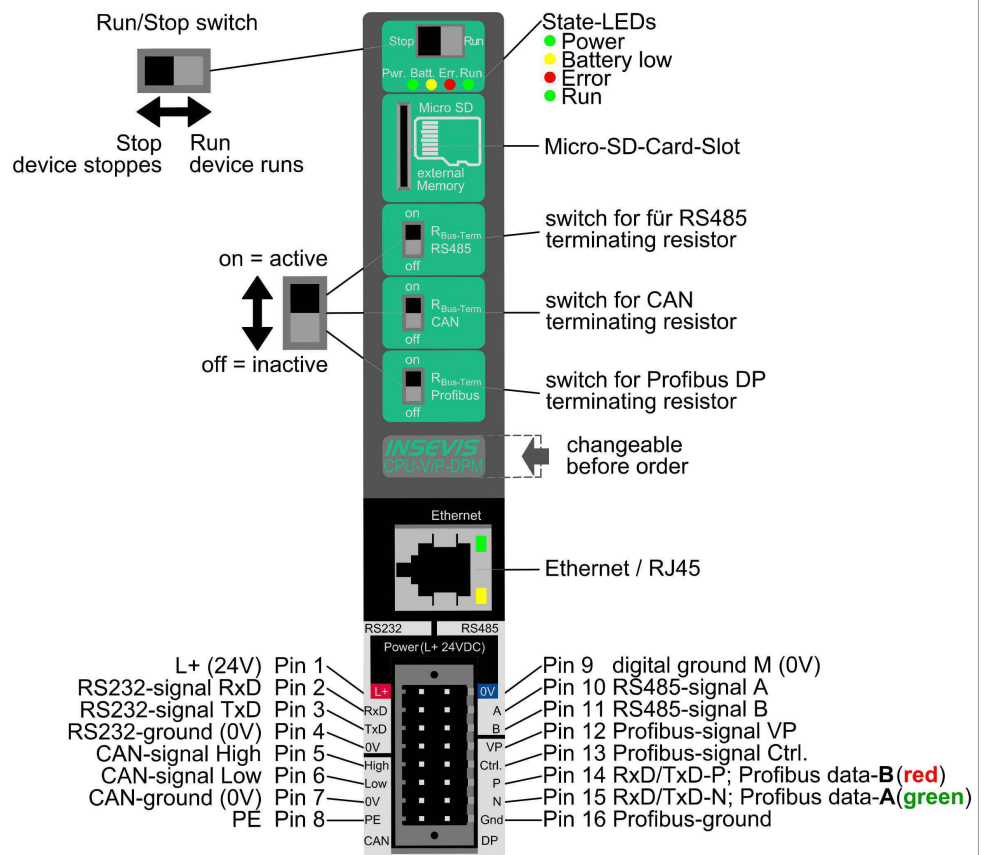 Run/Stop switch
Stop
device stoppes
Run
device runs
Stop
Run
Pwr. Batt. Err. Run
State-LEDs
Power
Battery low
Error
Run
Micro SD
external
Memory
Micro-SD-Card-Slot
on
R Bus-Term
RS485
off
switch for für RS485
terminating resistor
on = active
off = inactive
on
R Bus-Term
CAN
off
switch for CAN
terminating resistor
on
R Bus-Term
Profibus
off
switch for Profibus DP
terminating resistor
INSEVIS
CPU-V/P-DPM
changeable
before order
Ethernet
Ethernet / RJ45
RS232
RS485
Power(L+ 24VDC)
L+ (24V) Pin 1
RS232-signal RxD Pin 2
RS232-signal TxD Pin 3
RS232-ground (0V) Pin 4
CAN-signal High Pin 5
CAN-signal Low Pin 6
CAN-ground (0V) Pin 7
PE Pin 8
L+
RxD
TxD
0V
High
Low
0V
PE
CAN
0V
A
B
VP
Ctrl.
P
N
Gnd
DP
Pin 9 digital ground M (0V)
Pin 10 RS485-signal A
Pin 11 RS485-signal B
Pin 12 Profibus-signal VP
Pin 13 Profibus-signal Ctrl.
Pin 14 RxD/TxD-P; Profibus data-B(red)
Pin 15 RxD/TxD-N; Profibus data-A(green)
Pin 16 Profibus-ground